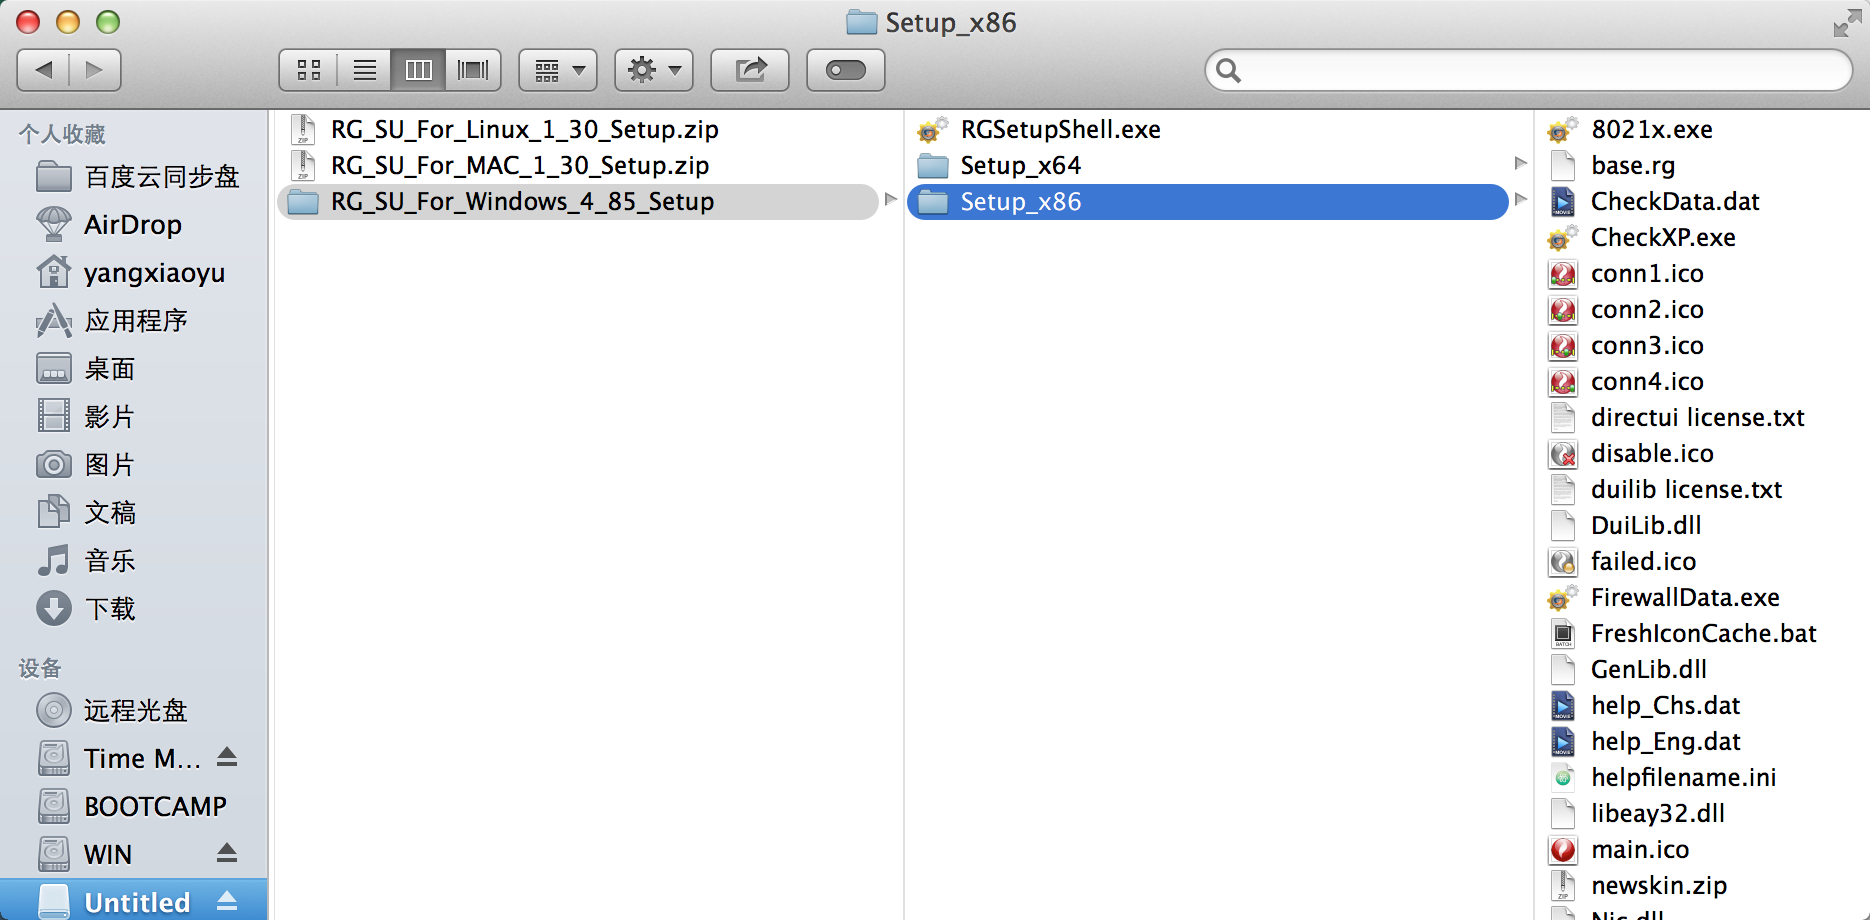 Setup_x86
个人收藏
百度云同步盘
AirDrop
yangxiaoyu
应用程序
桌面
影片
图片
文稿
音乐
下载
设备
远程光盘
Time M...
BOOTCAMP
WIN
Untitled
RG_SU_For_Linux_1_30_Setup.zip
RG_SU_For_MAC_1_30_Setup.zip
RG_SU_For_Windows_4_85_Setup
RGSetupShell.exe
Setup_x64
Setup_x86
8021x.exe
base.rg
CheckData.dat
CheckXP.exe
conn1.ico
conn2.ico
conn3.ico
conn4.ico
directui license.txt
disable.ico
duilib license.txt
DuiLib.dll
failed.ico
FirewallData.exe
FreshIconCache.bat
GenLib.dll
help_Chs.dat
help_Eng.dat
helpfilename.ini
libeay32.dll
main.ico
newskin.zip